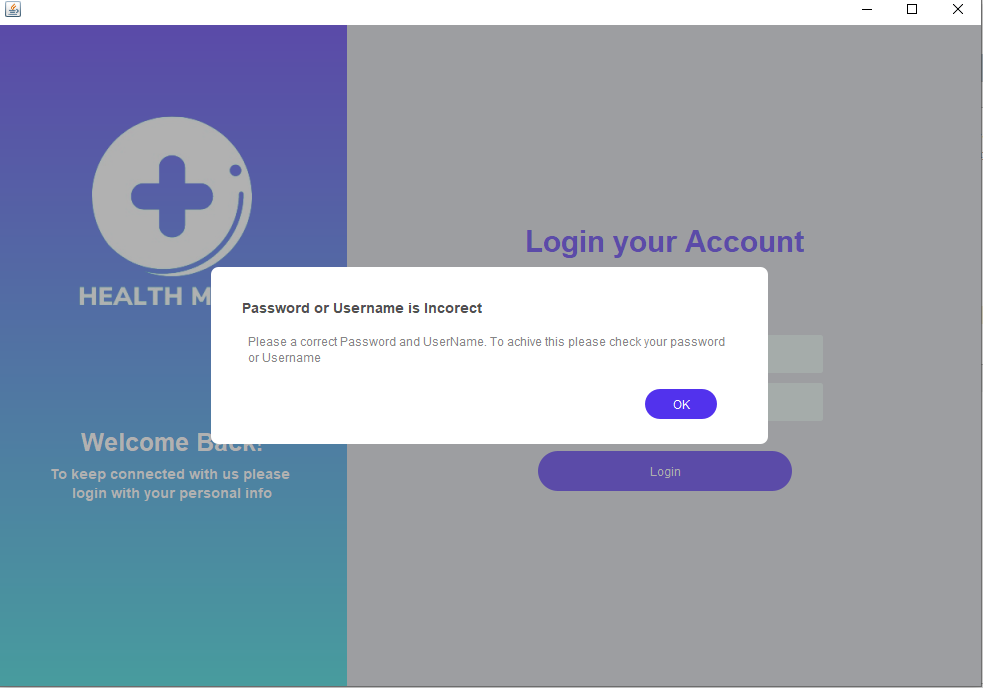 Login your Account
HEALTH M
Password or Username is Incorect
Please a correct Password and UserName. To achive this please check your password
or Username
OK
Welcome Back!
To keep connected with us please
login with your personal info
Login